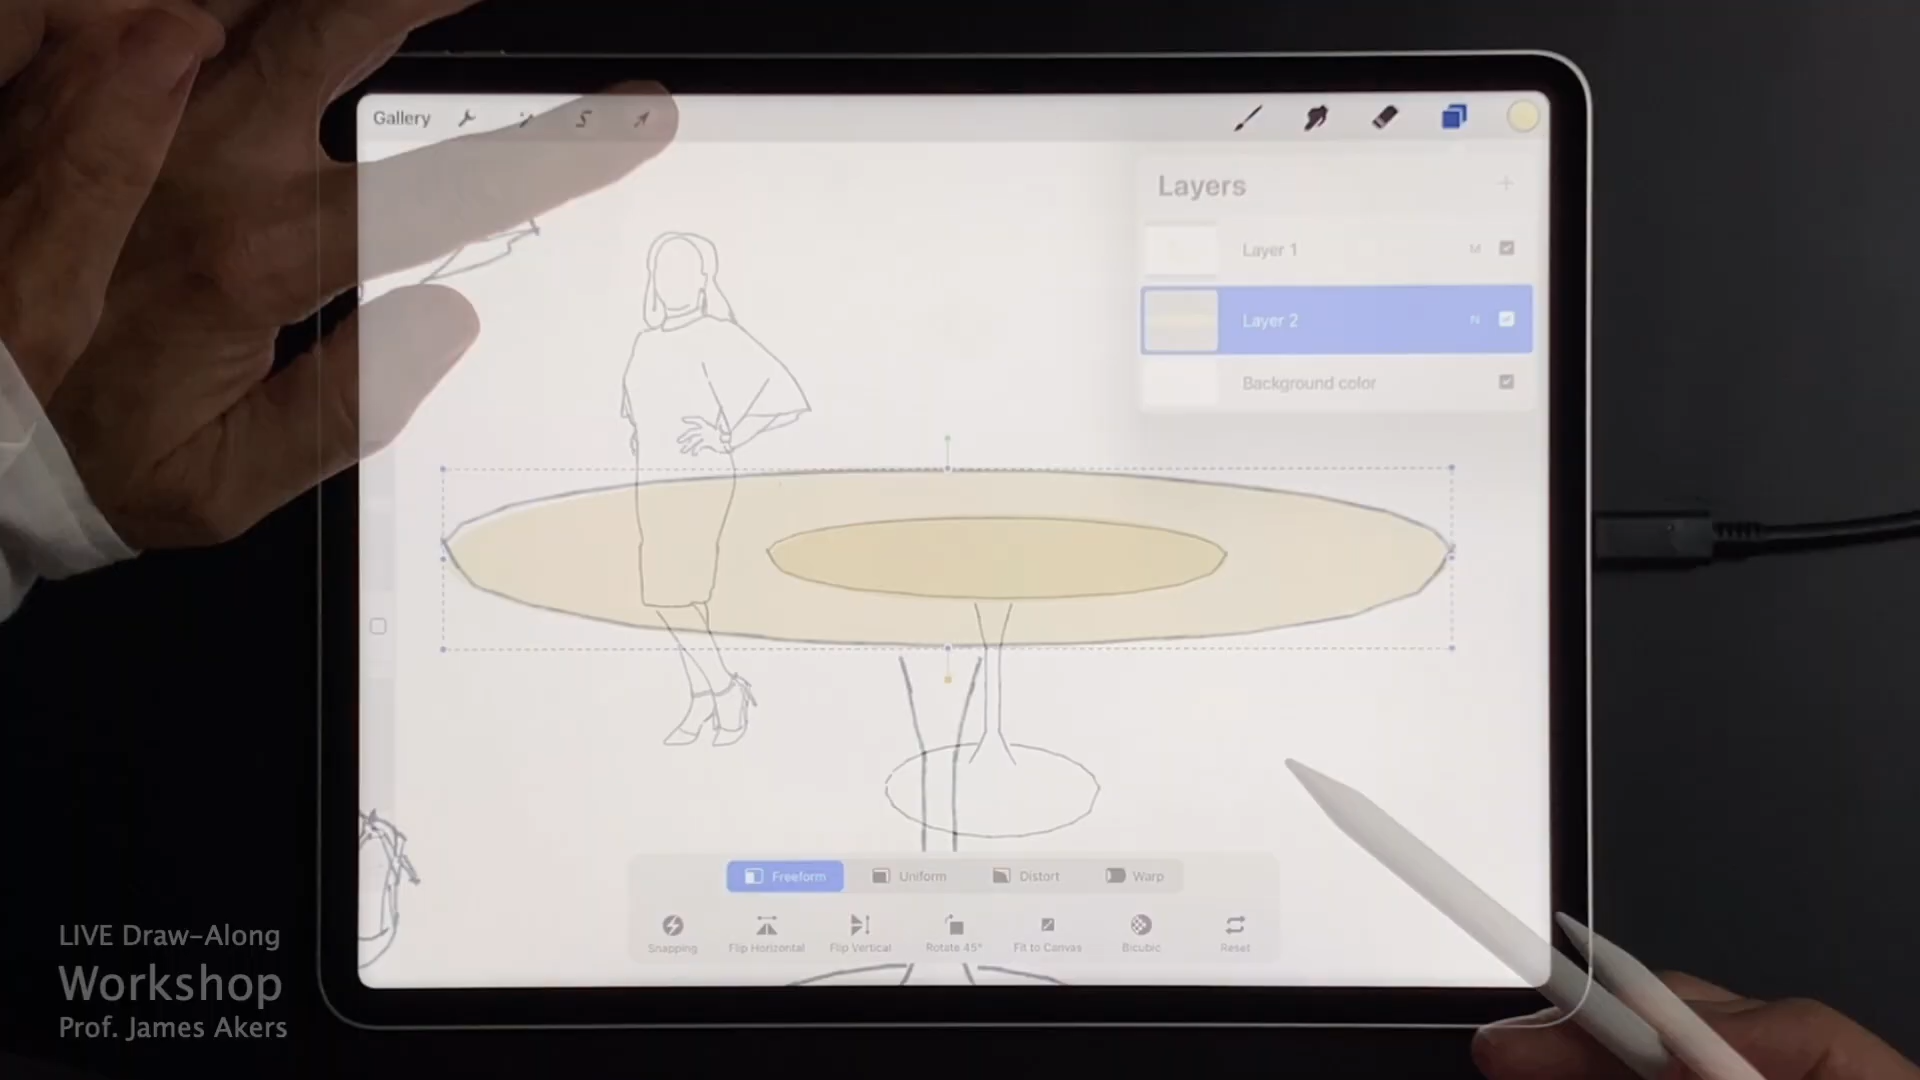 Gallery
Layers
Layer 1 M
Layer 2 N
Background color
Freeform Uniform Distort Warp
Snapping Flip Horizontal Flip Vertical Rotate 45° Fit to Canvas Bicubic Reset
LIVE Draw-Along
Workshop
Prof. James Akers